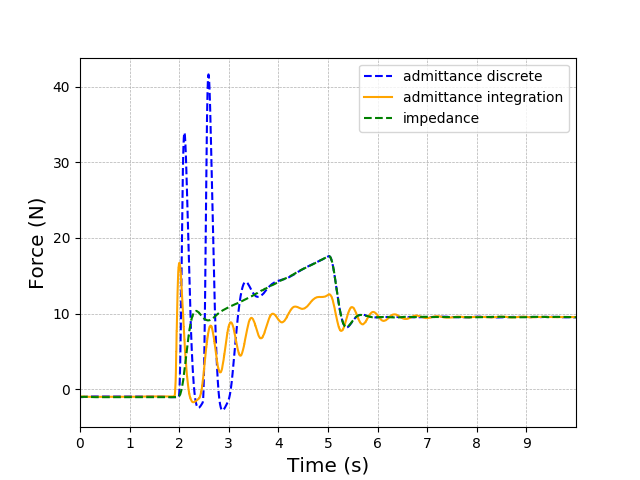 admittance discrete
admittance integration
impedance
40
30
20
10
0
Force (N)
0 1 2 3 4 5 6 7 8 9
Time (s)